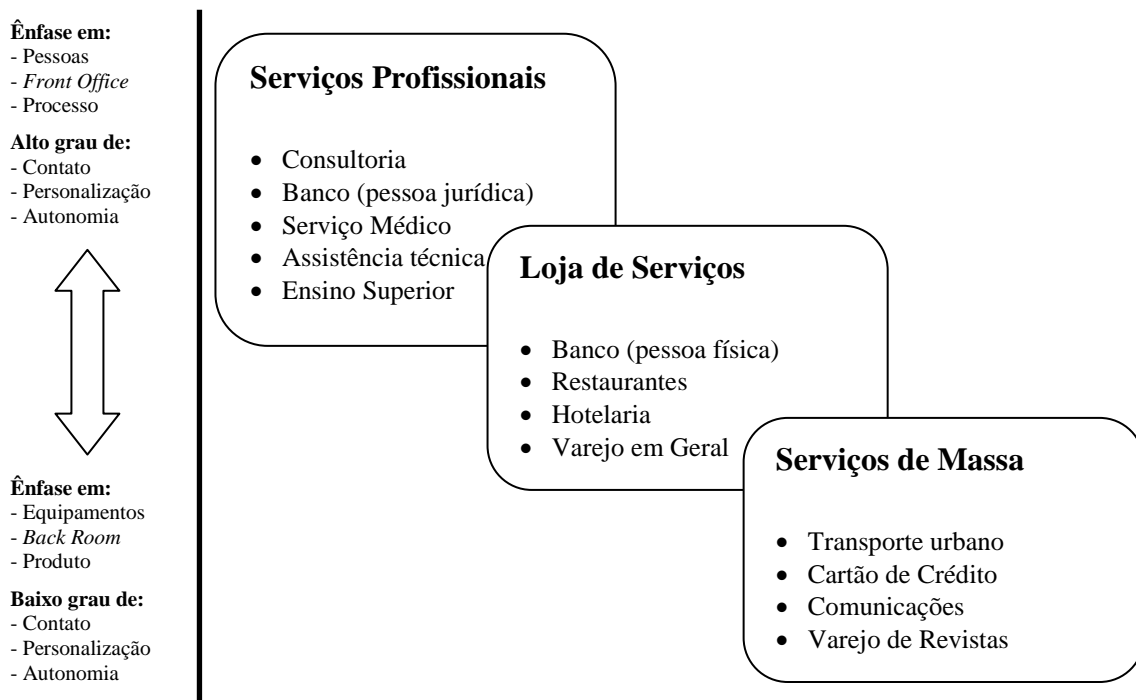 Ênfase em:
- Pessoas
- Front Office
- Processo
Alto grau de:
- Contato
- Personalização
- Autonomia
Ênfase em:
- Equipamentos
- Back Room
- Produto
Baixo grau de:
- Contato
- Personalização
- Autonomia
Serviços Profissionais
• Consultoria
• Banco (pessoa jurídica)
• Serviço Médico
• Assistência técnica
• Ensino Superior
Loja de Serviços
• Banco (pessoa física)
• Restaurantes
• Hotelaria
• Varejo em Geral
Serviços de Massa
• Transporte urbano
• Cartão de Crédito
• Comunicações
• Varejo de Revistas